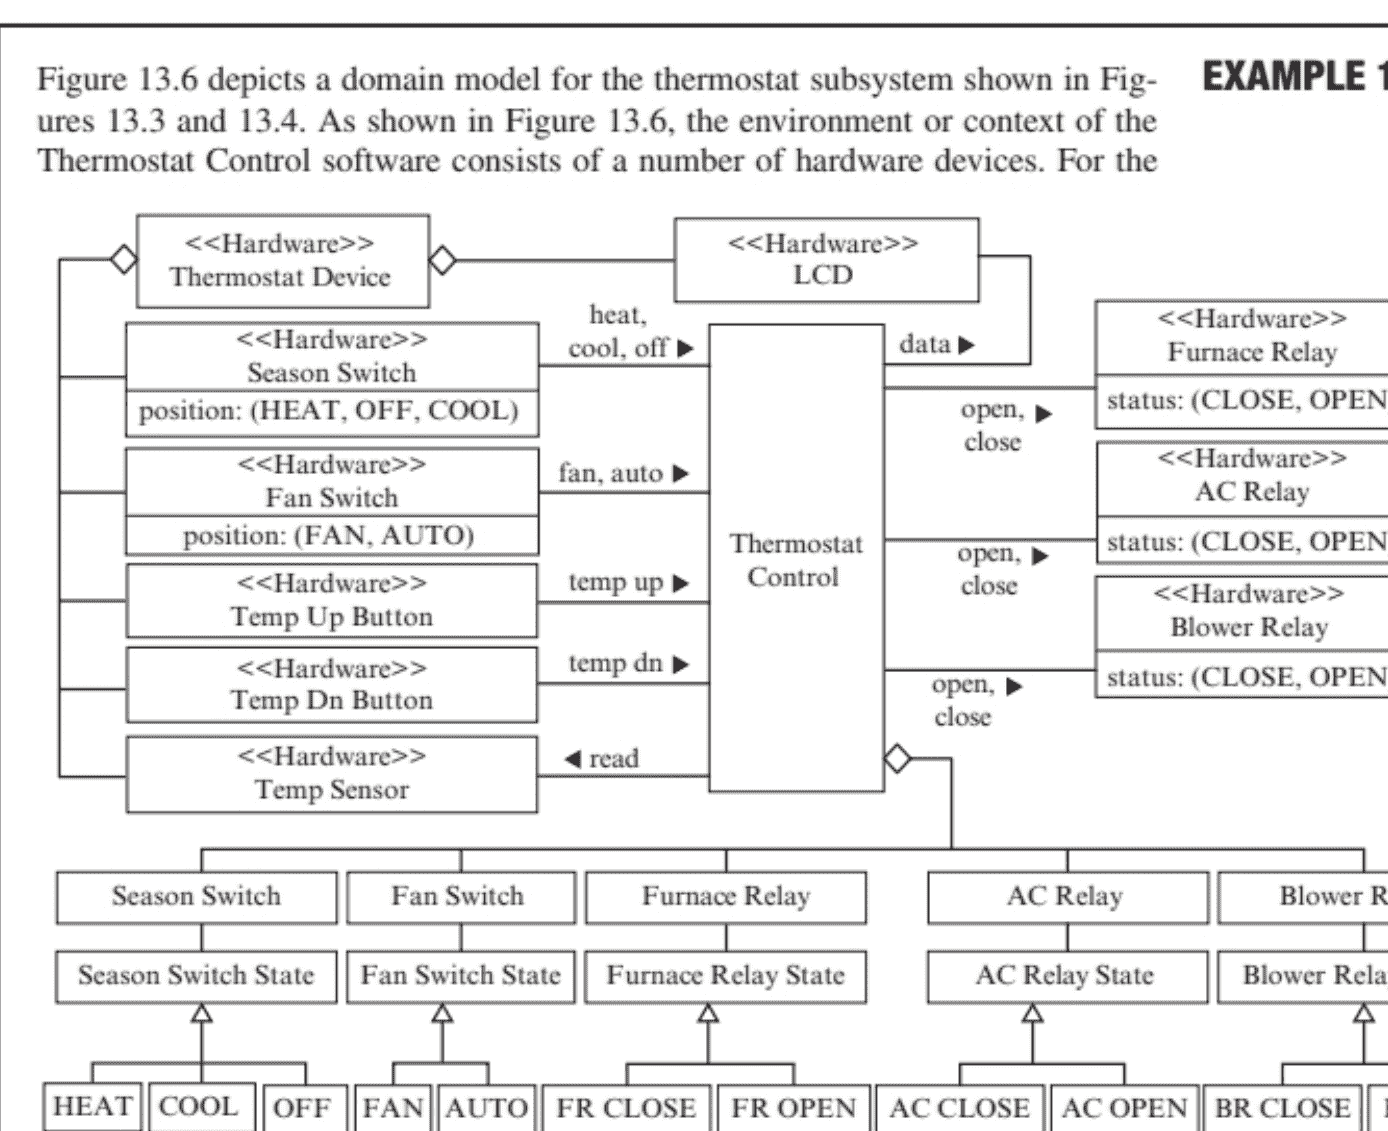 Figure 13.6 depicts a domain model for the thermostat subsystem shown in Fig-
ures 13.3 and 13.4. As shown in Figure 13.6, the environment or context of the
Thermostat Control software consists of a number of hardware devices. For the
EXAMPLE 1
<<Hardware>>
Thermostat Device
<<Hardware>>
LCD
<<Hardware>>
Season Switch
position: (HEAT, OFF, COOL)
heat,
cool, off ▶
data ▶
<<Hardware>>
Furnace Relay
status: (CLOSE, OPEN
open, ▶
close
<<Hardware>>
Fan Switch
position: (FAN, AUTO)
fan, auto ▶
<<Hardware>>
AC Relay
status: (CLOSE, OPEN
open, ▶
close
Thermostat
Control
<<Hardware>>
Temp Up Button
temp up ▶
<<Hardware>>
Blower Relay
status: (CLOSE, OPEN
open, ▶
close
<<Hardware>>
Temp Dn Button
temp dn ▶
<<Hardware>>
Temp Sensor
◀ read
Season Switch
Fan Switch
Furnace Relay
AC Relay
Blower R
Season Switch State
Fan Switch State
Furnace Relay State
AC Relay State
Blower Rela
HEAT
COOL
OFF
FAN
AUTO
FR CLOSE
FR OPEN
AC CLOSE
AC OPEN
BR CLOSE